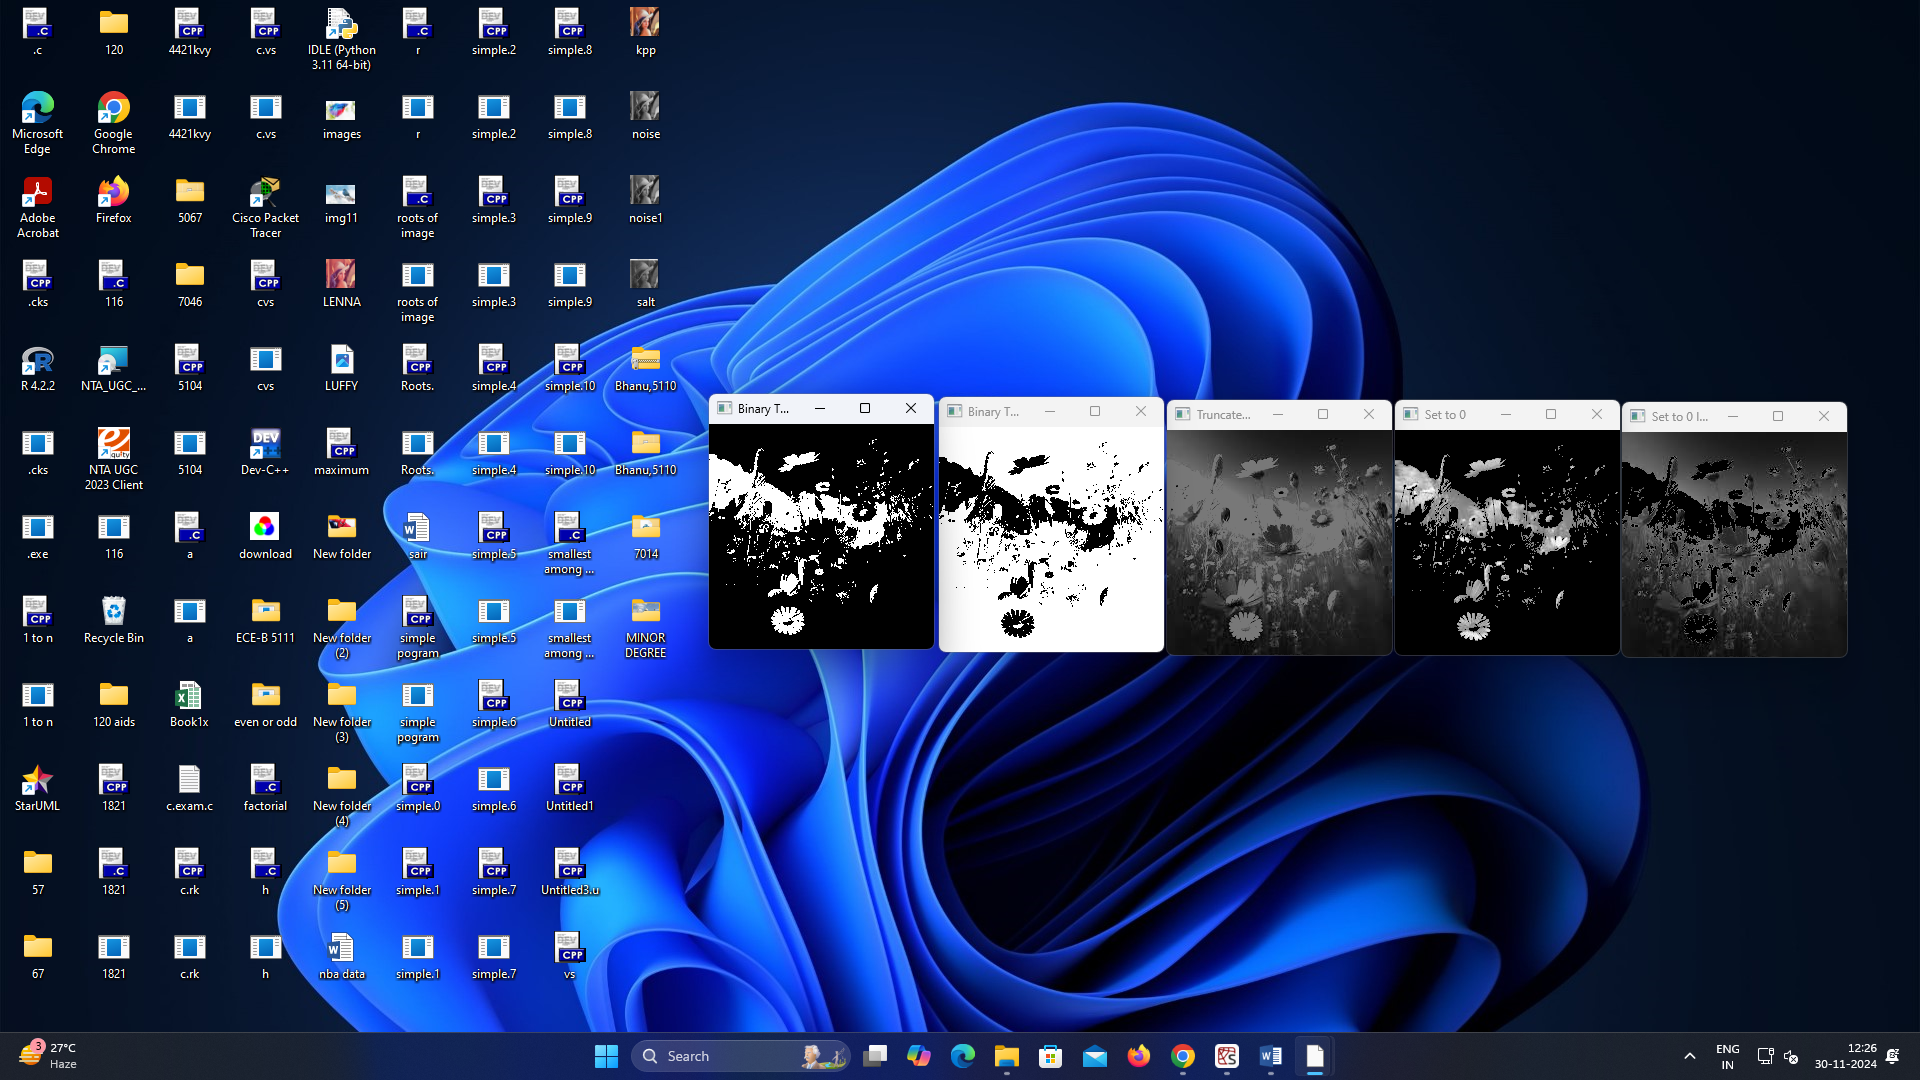 .c
120
4421kvy
c.vs
IDLE (Python
3.11 64-bit)
r
simple.2
simple.8
kpp
Microsoft
Edge
Google
Chrome
4421kvy
c.vs
images
r
simple.2
simple.8
noise
Adobe
Acrobat
Firefox
5067
Cisco Packet
Tracer
img11
roots of
image
simple.3
simple.9
noise1
.cks
116
7046
cvs
LENNA
roots of
image
simple.3
simple.9
salt
R 4.2.2
NTA_UGC_...
5104
cvs
LUFFY
Roots.
simple.4
simple.10
Bhanu,5110
.cks
NTA UGC
2023 Client
5104
Dev-C++
maximum
Roots.
simple.4
simple.10
Bhanu,5110
.exe
116
a
download
New folder
sair
simple.5
smallest
among ...
7014
1 to n
Recycle Bin
a
ECE-B 5111
New folder
(2)
simple
pogram
simple.5
smallest
among ...
MINOR
DEGREE
1 to n
120 aids
Book1x
even or odd
New folder
(3)
simple
pogram
simple.6
Untitled
StarUML
1821
c.exam.c
factorial
New folder
(4)
simple.0
simple.6
Untitled1
57
1821
c.rk
h
New folder
(5)
simple.1
simple.7
Untitled3.u
67
1821
c.rk
h
nba data
simple.1
simple.7
vs
Binary T...
Binary T...
Truncate...
Set to 0
Set to 0 I...
3
27°C
Haze
Search
ENG
IN
12:26
30-11-2024